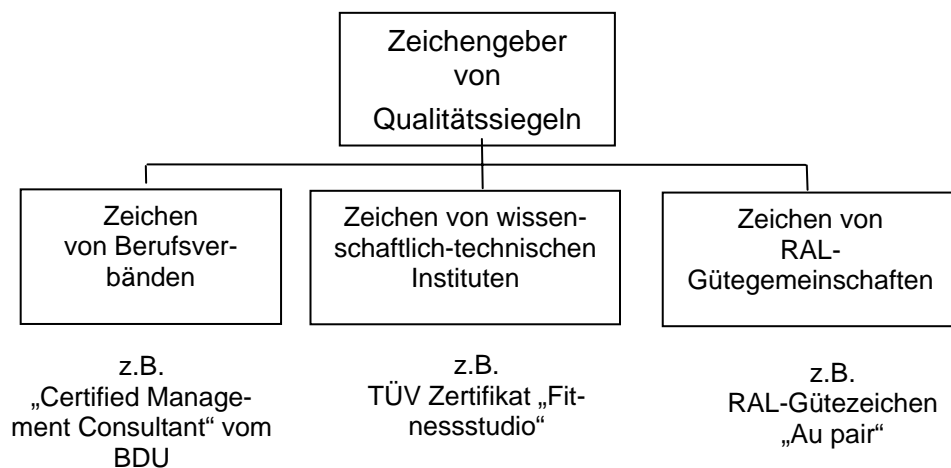 Zeichengeber
von
Qualitätssiegeln
Zeichen
von Berufsver-
bänden
Zeichen von wissen-
schaftlich-technischen
Instituten
Zeichen von
RAL-
Gütegemeinschaften
z.B.
„Certified Manage-
ment Consultant“ vom
BDU
z.B.
TÜV Zertifikat „Fit-
nessstudio“
z.B.
RAL-Gütezeichen
„Au pair“